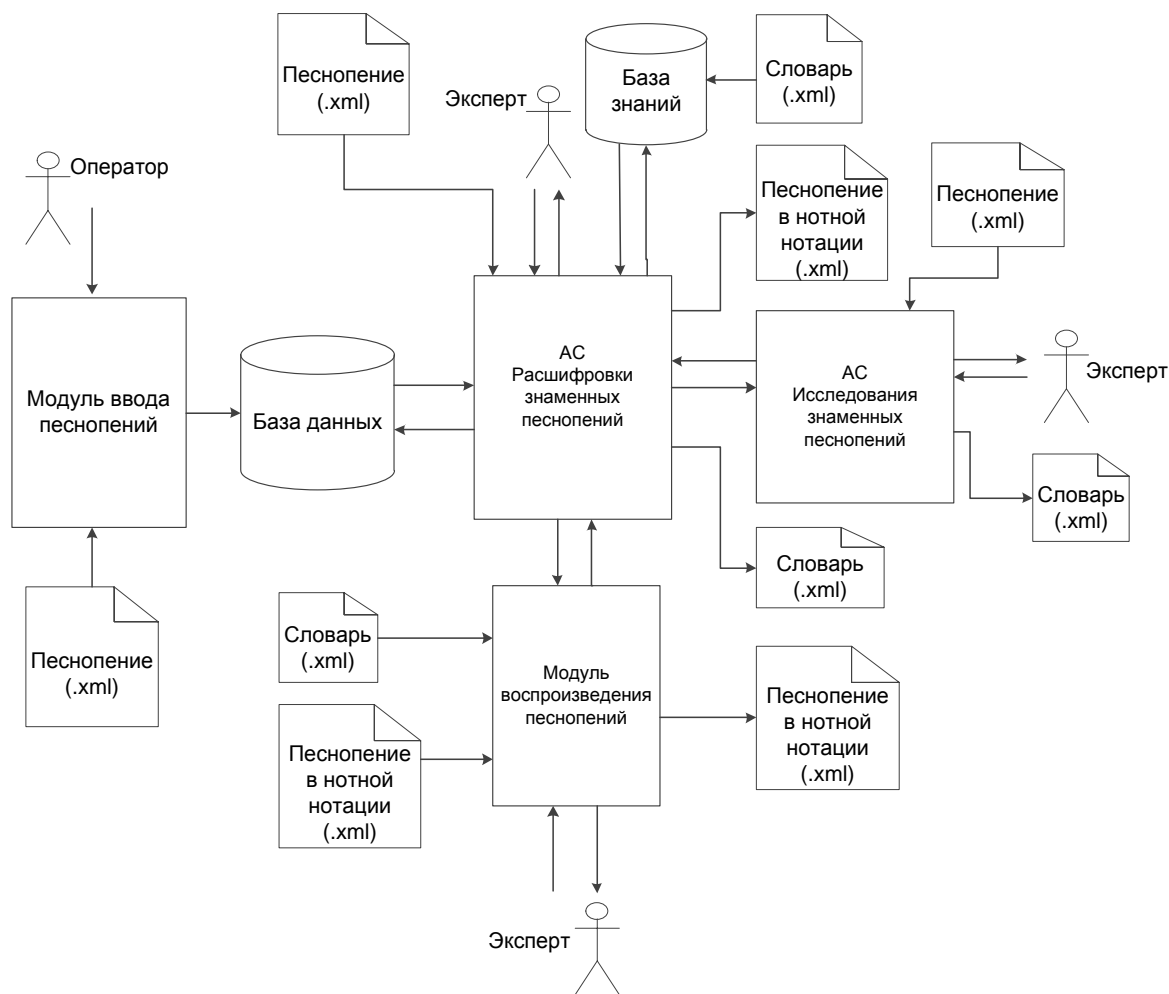 Песнопение
(.xml)
Эксперт
База
знаний
Словарь
(.xml)
Оператор
Песнопение
в нотной
нотации
(.xml)
Песнопение
(.xml)
Модуль ввода
песнопений
База данных
АС
Расшифровки
знаменных
песнопений
АС
Исследования
знаменных
песнопений
Эксперт
Словарь
(.xml)
Словарь
(.xml)
Песнопение
(.xml)
Словарь
(.xml)
Модуль
воспроизведения
песнопений
Песнопение
в нотной
нотации
(.xml)
Песнопение
в нотной
нотации
(.xml)
Эксперт